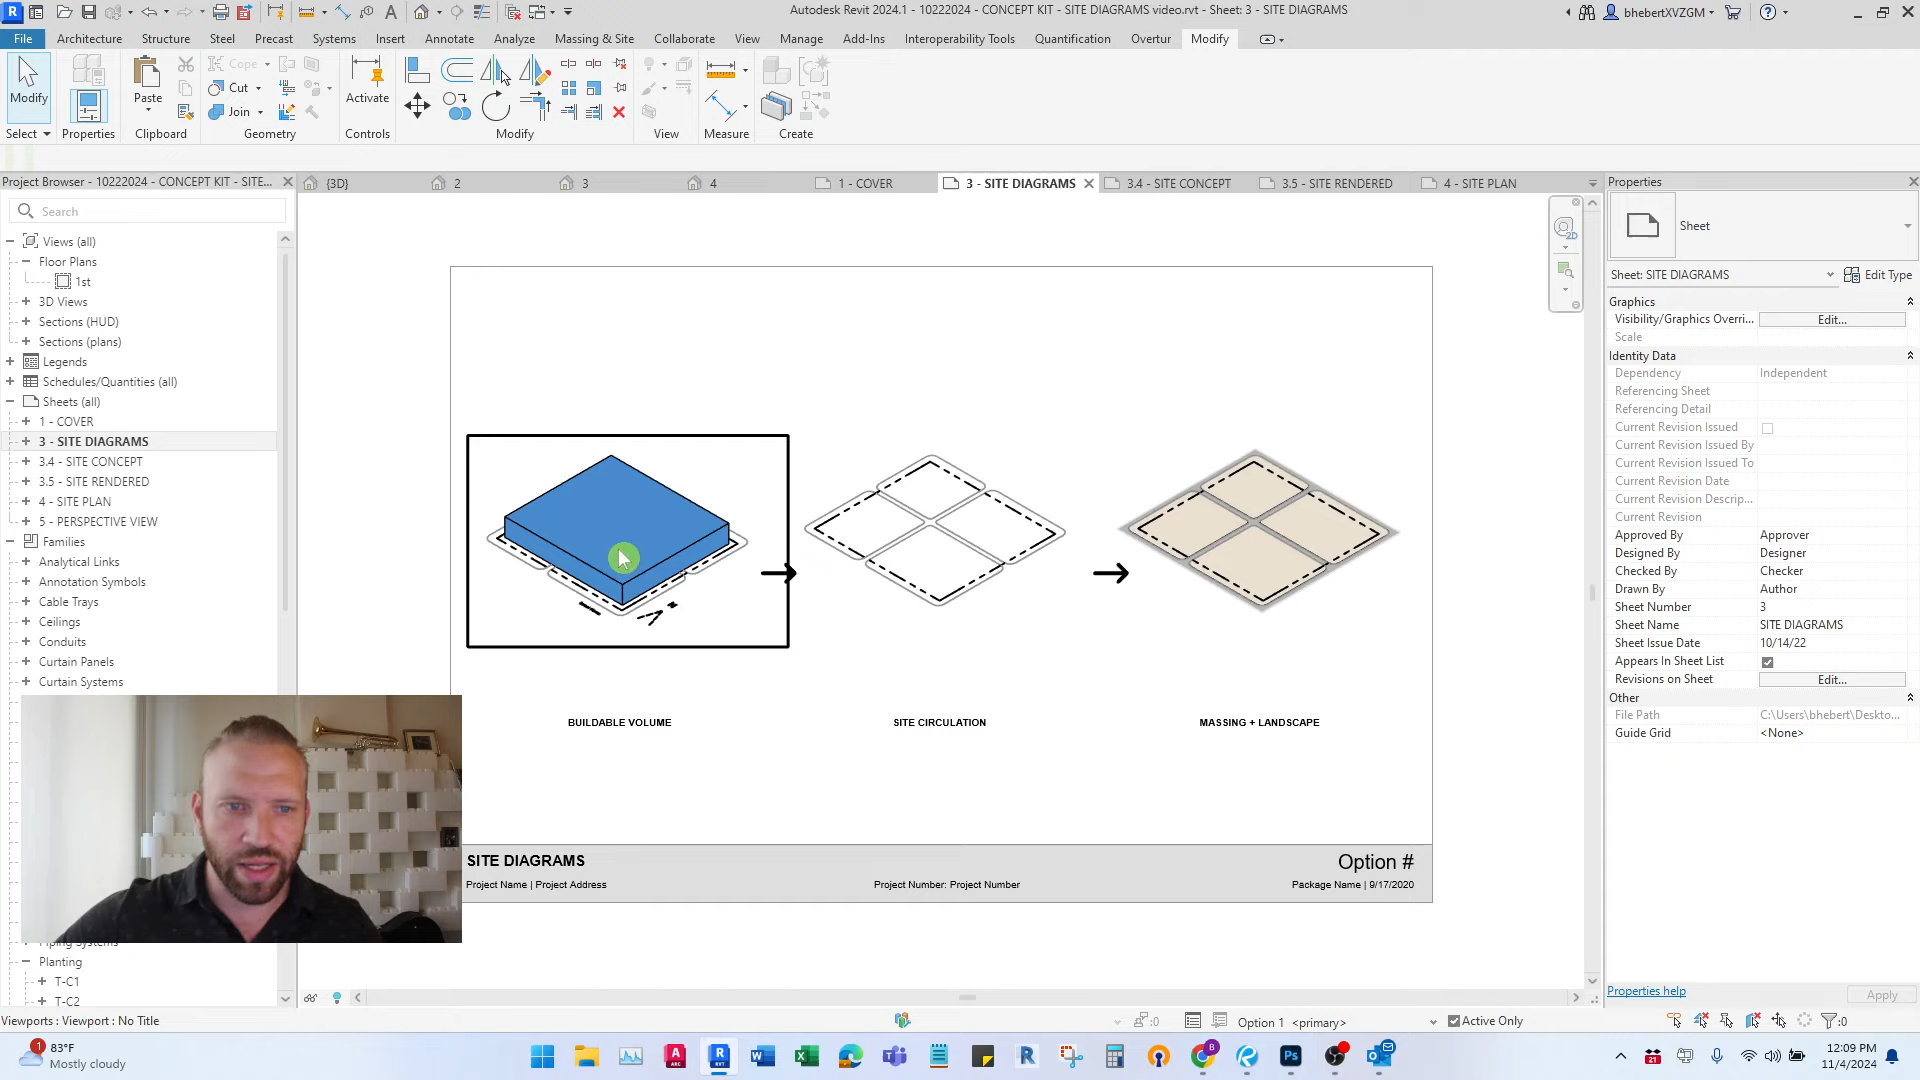 Autodesk Revit 2024.1 - 10222024 - CONCEPT KIT - SITE DIAGRAMS video.rvt - Sheet: 3 - SITE DIAGRAMS
bhebertXVZGM
File Architecture Structure Steel Precast Systems Insert Annotate Analyze Massing & Site Collaborate View Manage Add-Ins Interoperability Tools Quantification Overtur Modify
Modify Paste Cope Cut Join Activate
Select Properties Clipboard Geometry Controls Modify View Measure Create
Project Browser - 10222024 - CONCEPT KIT - SITE...
{3D} 2 3 4 1 - COVER 3 - SITE DIAGRAMS 3.4 - SITE CONCEPT 3.5 - SITE RENDERED 4 - SITE PLAN
Search
Views (all)
Floor Plans
1st
3D Views
Sections (HUD)
Sections (plans)
Legends
Schedules/Quantities (all)
Sheets (all)
1 - COVER
3 - SITE DIAGRAMS
3.4 - SITE CONCEPT
3.5 - SITE RENDERED
4 - SITE PLAN
5 - PERSPECTIVE VIEW
Families
Analytical Links
Annotation Symbols
Cable Trays
Ceilings
Conduits
Curtain Panels
Curtain Systems
Piping Systems
Planting
T-C1
T-C2
2D
BUILDABLE VOLUME
SITE CIRCULATION
MASSING + LANDSCAPE
SITE DIAGRAMS
Option #
Project Name | Project Address
Project Number: Project Number
Package Name | 9/17/2020
Properties
Sheet
Sheet: SITE DIAGRAMS Edit Type
Graphics
Visibility/Graphics Overri... Edit...
Scale
Identity Data
Dependency Independent
Referencing Sheet
Referencing Detail
Current Revision Issued
Current Revision Issued By
Current Revision Issued To
Current Revision Date
Current Revision Descrip...
Current Revision
Approved By Approver
Designed By Designer
Checked By Checker
Drawn By Author
Sheet Number 3
Sheet Name SITE DIAGRAMS
Sheet Issue Date 10/14/22
Appears In Sheet List
Revisions on Sheet Edit...
Other
File Path C:\Users\bhebert\Deskto...
Guide Grid <None>
Properties help Apply
Viewports : Viewport : No Title
:0
Option 1 <primary>
Active Only
:0
1
83°F
Mostly cloudy
21
12:09 PM
11/4/2024